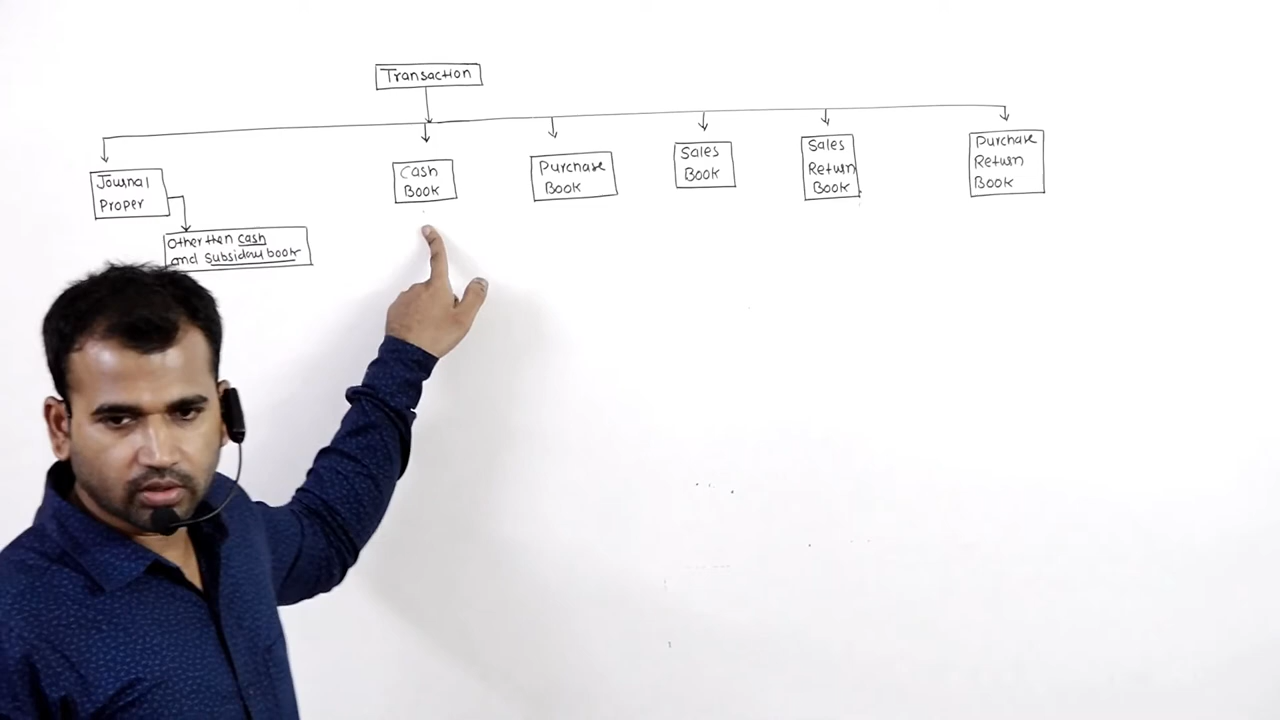 Transaction
Journal
Proper
Other then cash
and Subsidary book
Cash
Book
Purchase
Book
Sales
Book
Sales
Return
Book
Purchase
Return
Book